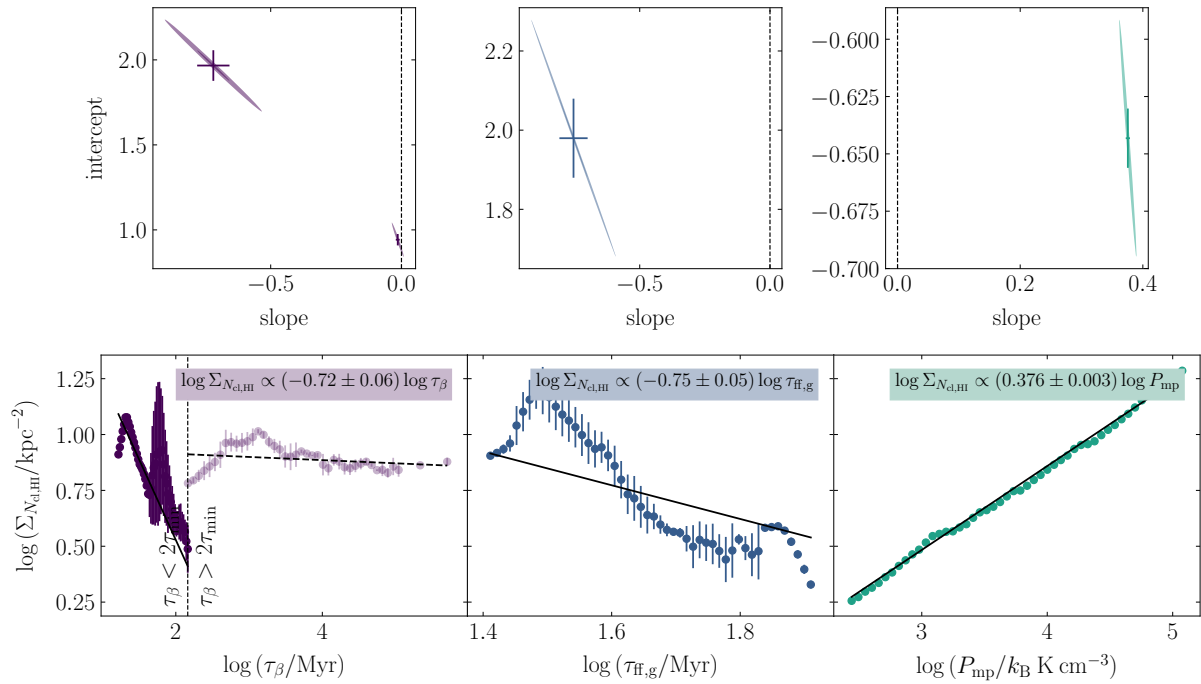 2.0
1.5
1.0
intercept
−0.5
0.0
slope
2.2
2.0
1.8
−0.5
0.0
slope
−0.600
−0.625
−0.650
−0.675
−0.700
0.0
0.2
0.4
slope
1.25
1.00
0.75
0.50
0.25
log (Σ_{N_{cl,HI}}/kpc^{−2})
log Σ_{N_{cl,HI}} ∝ (−0.72 ± 0.06) log τ_β
τ_β < 2τ_{min}
τ_β > 2τ_{min}
2
4
log (τ_β/Myr)
log Σ_{N_{cl,HI}} ∝ (−0.75 ± 0.05) log τ_{ff,g}
1.4
1.6
1.8
log (τ_{ff,g}/Myr)
log Σ_{N_{cl,HI}} ∝ (0.376 ± 0.003) log P_{mp}
3
4
5
log (P_{mp}/k_B K cm^{−3})